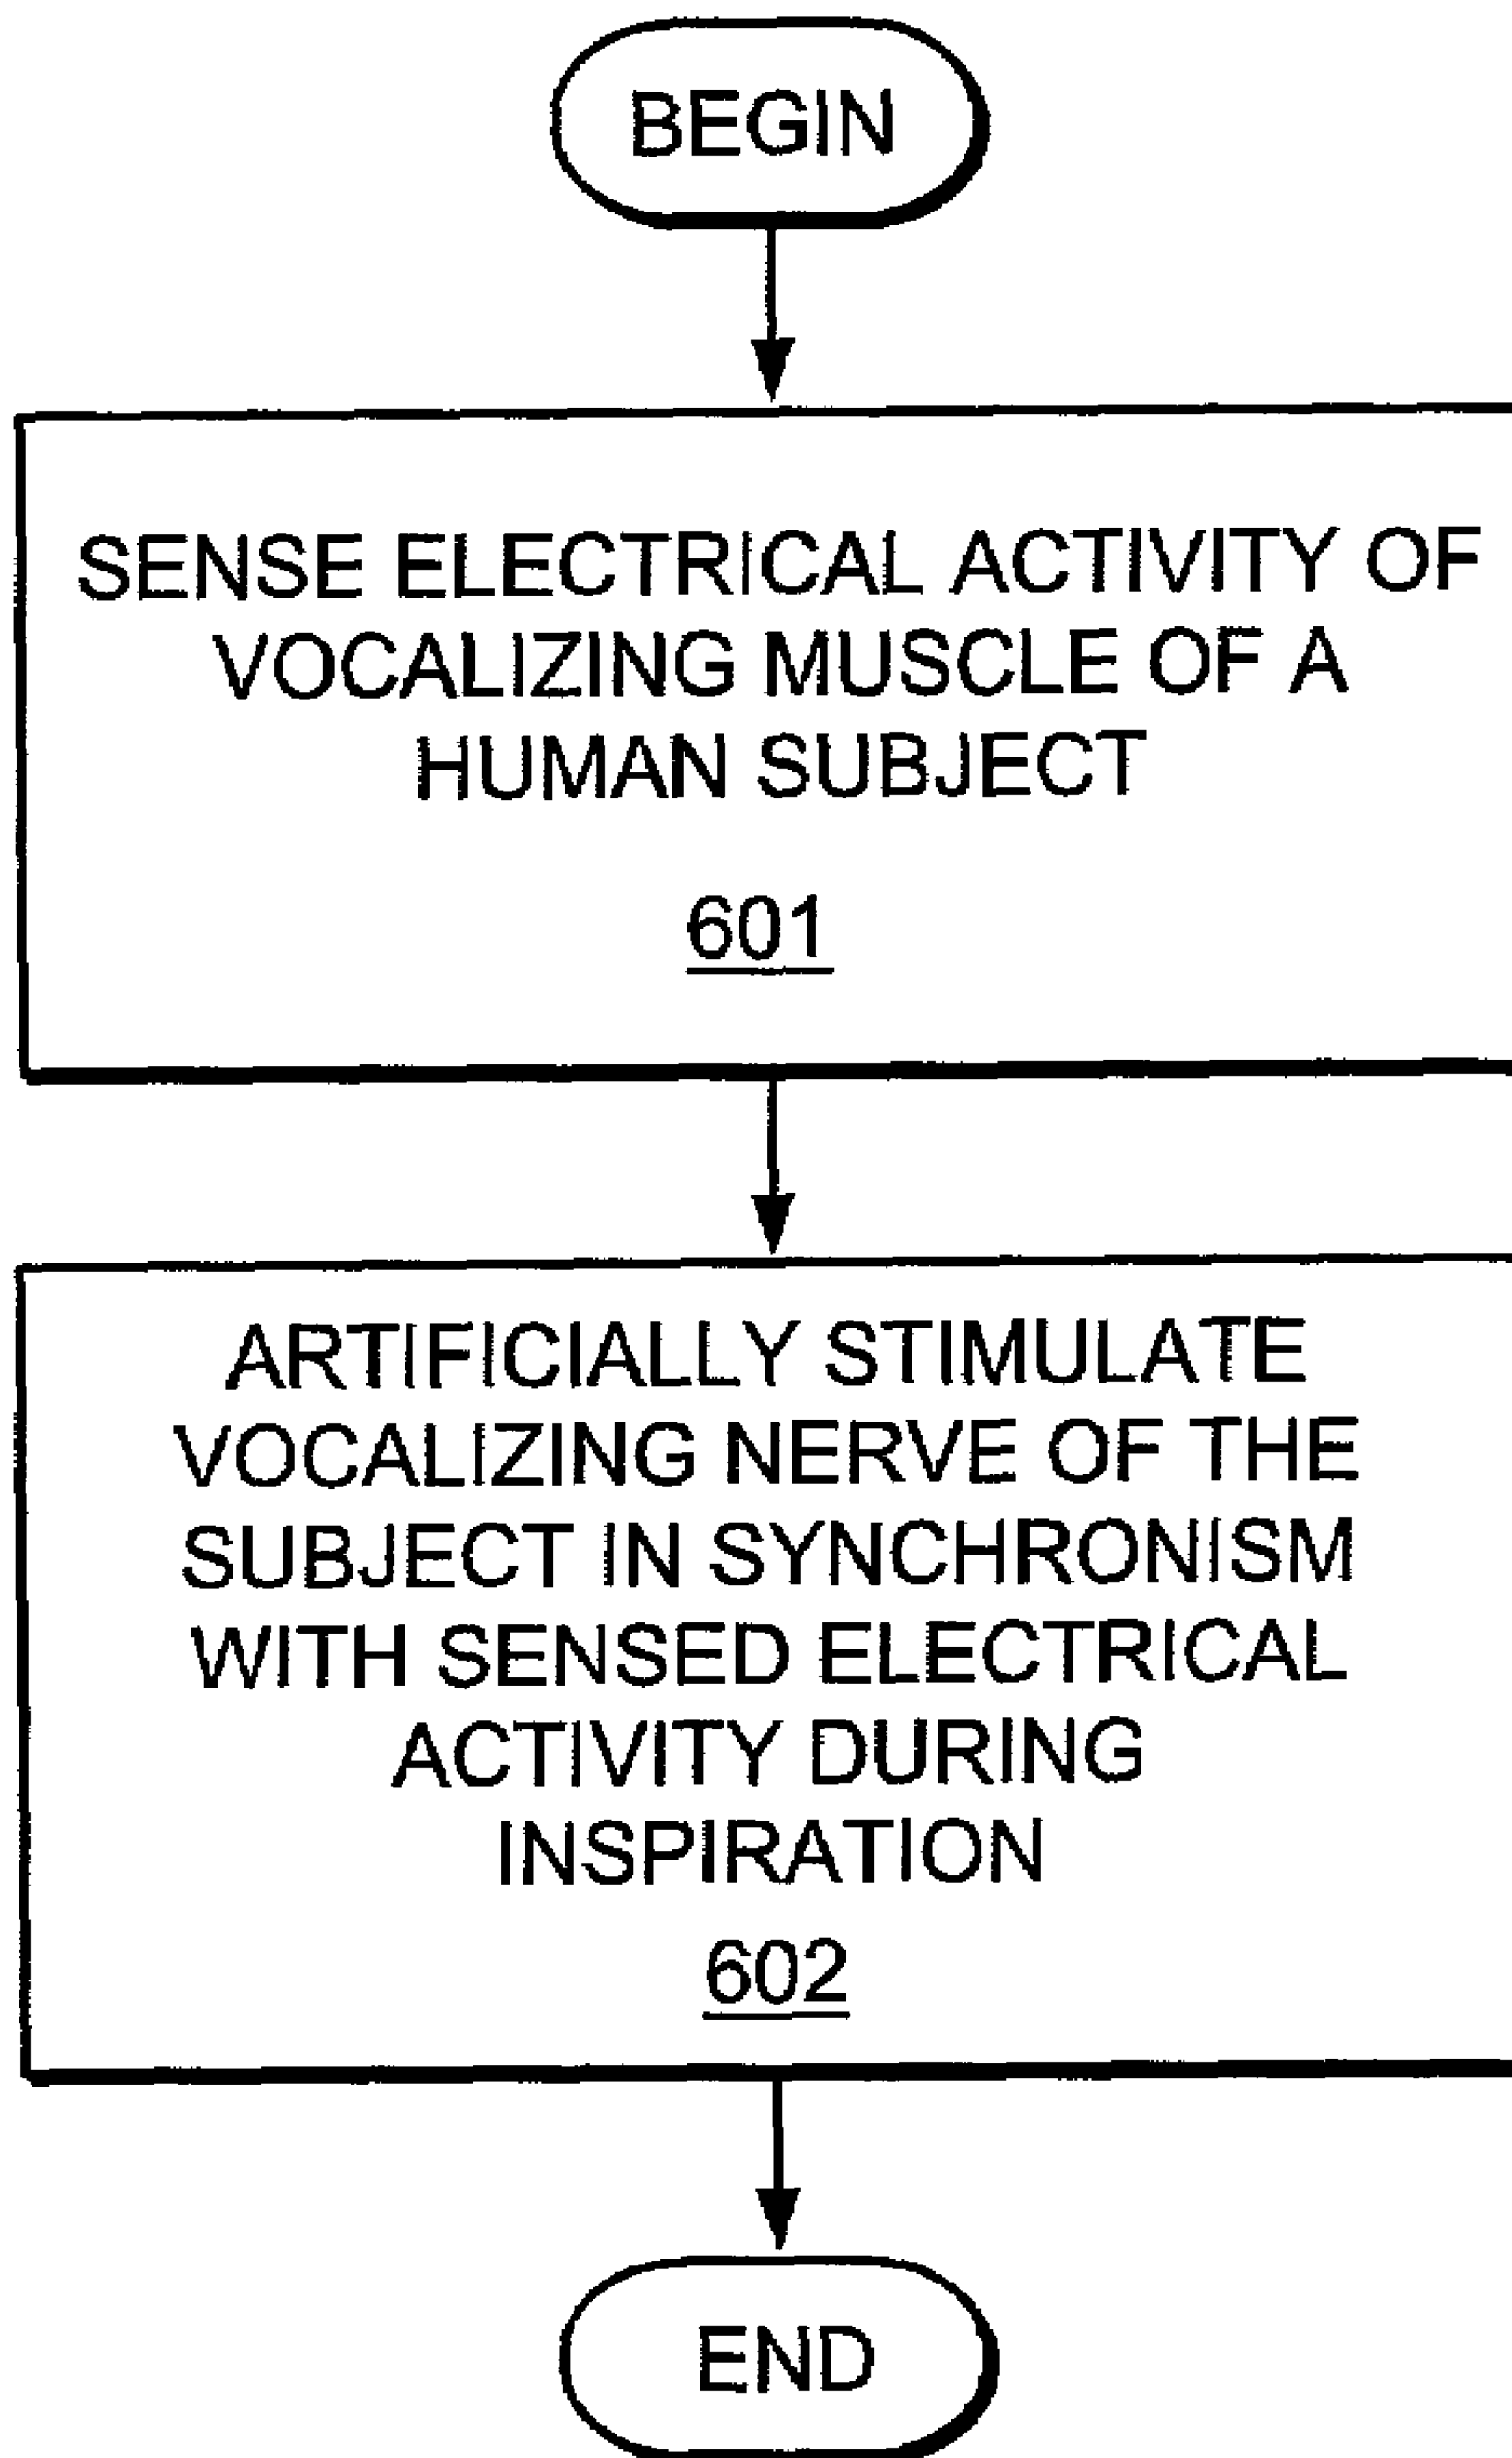 BEGIN
SENSE ELECTRICAL ACTIVITY OF
VOCALIZING MUSCLE OF A
HUMAN SUBJECT
601
ARTIFICIALLY STIMULATE
VOCALIZING NERVE OF THE
SUBJECT IN SYNCHRONISM
WITH SENSED ELECTRICAL
ACTIVITY DURING
INSPIRATION
602
END